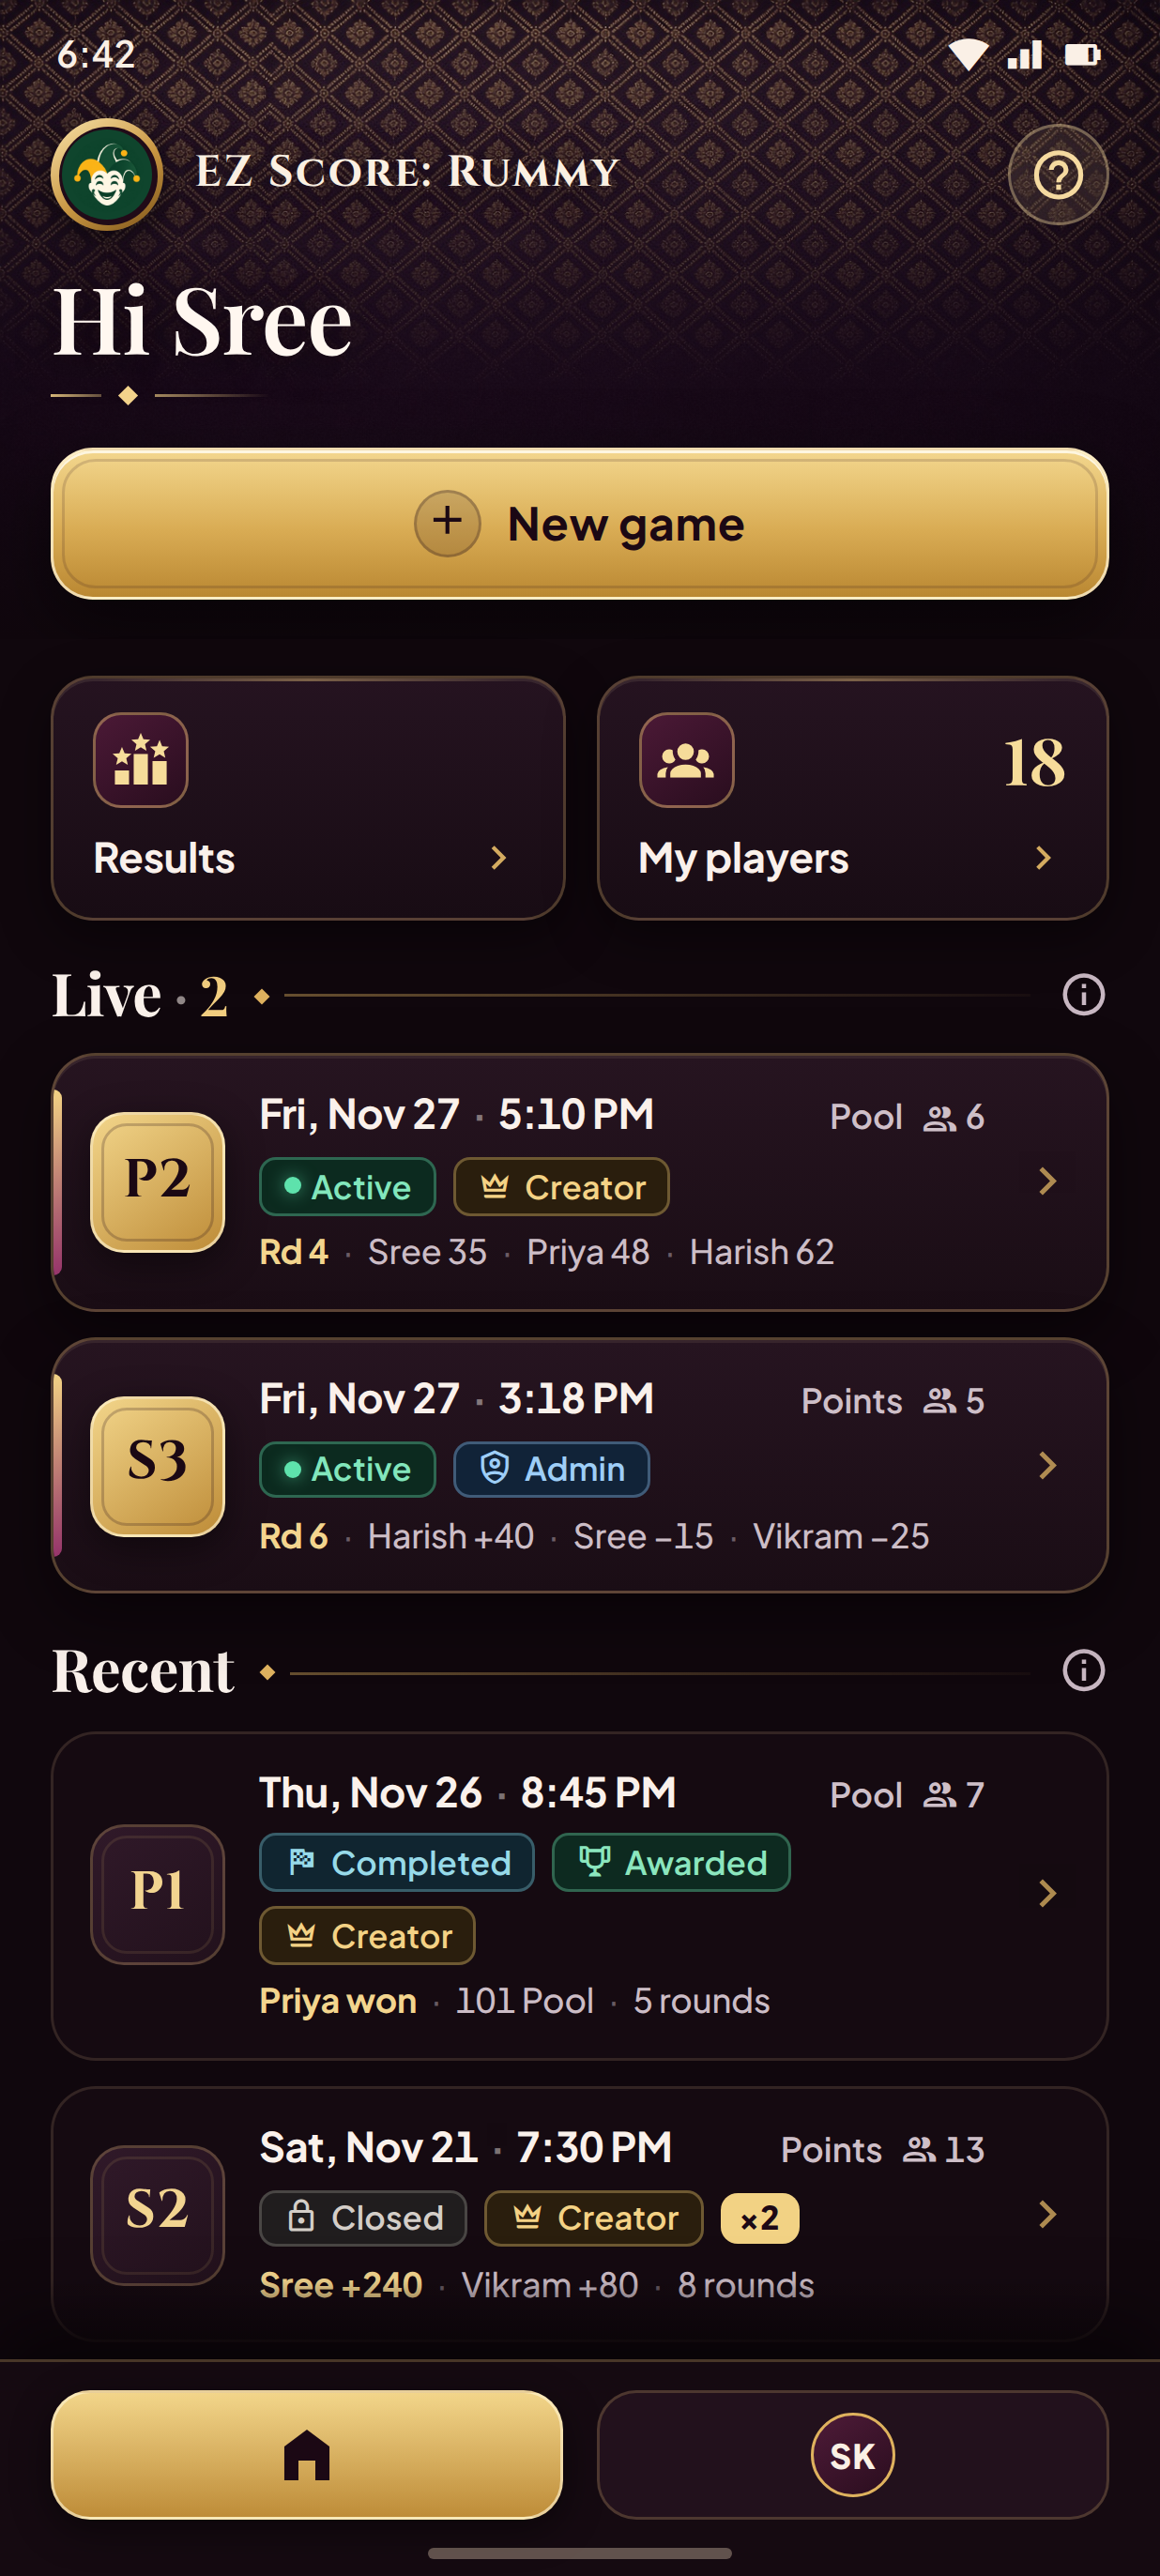 6:42
EZ Score: Rummy
Hi Sree
New game
18
Results
My players
Live · 2
P2
Fri, Nov 27 · 5:10 PM
Pool 6
Active
Creator
Rd 4 · Sree 35 · Priya 48 · Harish 62
S3
Fri, Nov 27 · 3:18 PM
Points 5
Active
Admin
Rd 6 · Harish +40 · Sree −15 · Vikram −25
Recent
P1
Thu, Nov 26 · 8:45 PM
Pool 7
Completed
Awarded
Creator
Priya won · 101 Pool · 5 rounds
S2
Sat, Nov 21 · 7:30 PM
Points 13
Closed
Creator
×2
Sree +240 · Vikram +80 · 8 rounds
SK